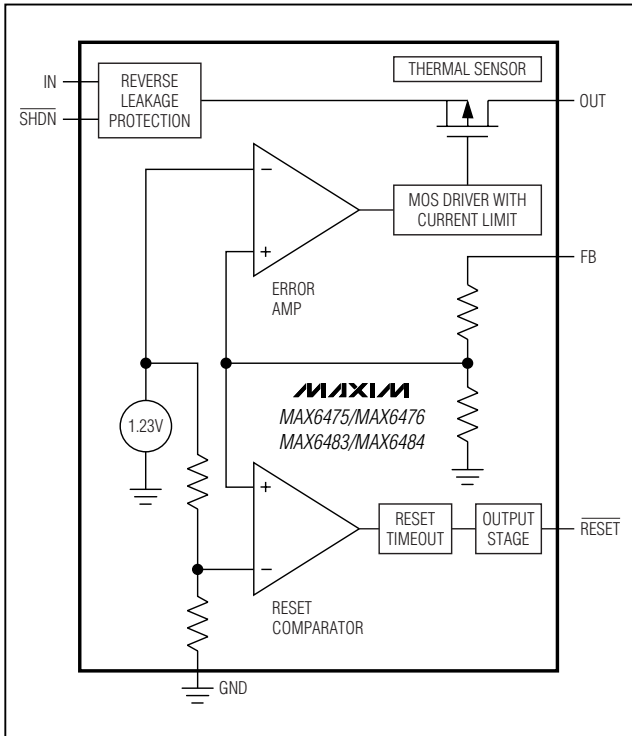 THERMAL SENSOR
IN
SHDN
REVERSE
LEAKAGE
PROTECTION
OUT
−
+
ERROR
AMP
MOS DRIVER WITH
CURRENT LIMIT
FB
1.23V
MAXIM
MAX6475/MAX6476
MAX6483/MAX6484
+
−
RESET
COMPARATOR
RESET
TIMEOUT
OUTPUT
STAGE
RESET
GND